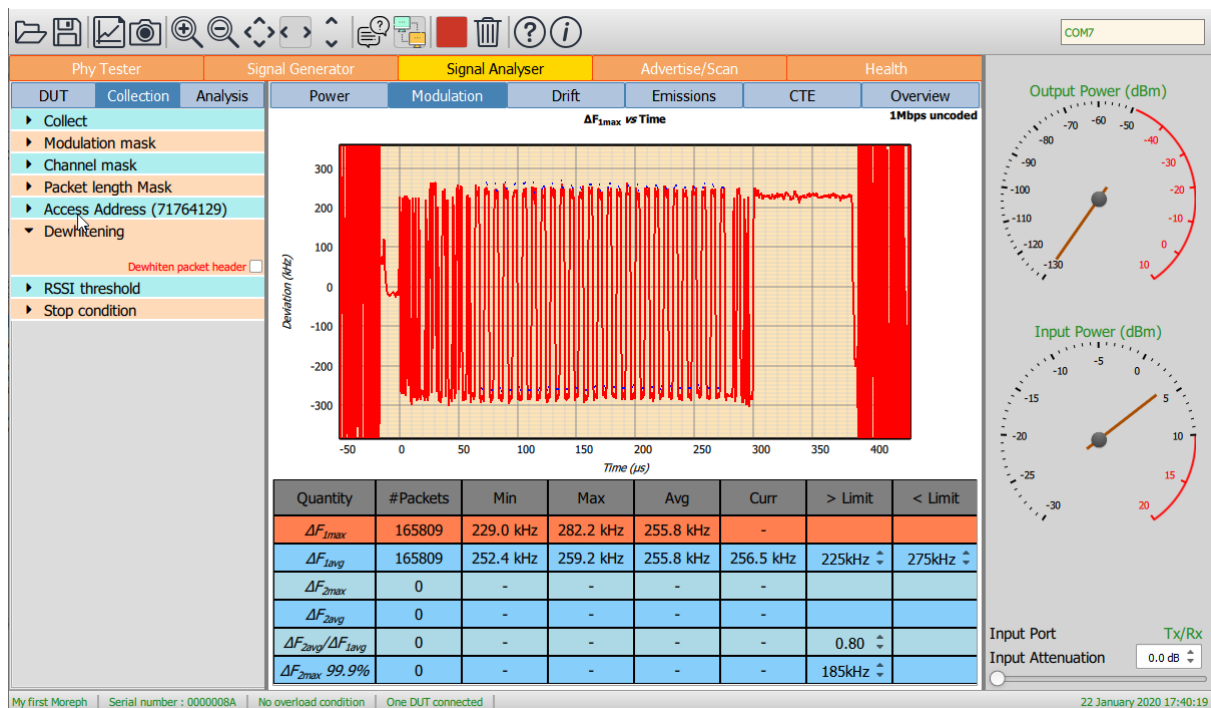 COM7
Phy Tester Signal Generator Signal Analyser Advertise/Scan Health
DUT Collection Analysis Power Modulation Drift Emissions CTE Overview
Collect
Modulation mask
Channel mask
Packet length Mask
Access Address (71764129)
Dewhitening
Dewhiten packet header
RSSI threshold
Stop condition
ΔF1max vs Time
1Mbps uncoded
Deviation (kHz)
300
200
100
0
-100
-200
-300
-50 0 50 100 150 200 250 300 350 400
Time (µs)
Quantity #Packets Min Max Avg Curr > Limit < Limit
ΔF1max 165809 229.0 kHz 282.2 kHz 255.8 kHz -
ΔF1avg 165809 252.4 kHz 259.2 kHz 255.8 kHz 256.5 kHz 225kHz 275kHz
ΔF2max 0 - - - -
ΔF2avg 0 - - - -
ΔF2avg/ΔF1avg 0 - - - - 0.80
ΔF2max 99.9% 0 - - - - 185kHz
Output Power (dBm)
-130 -120 -110 -100 -90 -80 -70 -60 -50 -40 -30 -20 -10 0 10
Input Power (dBm)
-30 -25 -20 -15 -10 -5 0 5 10 15 20
Input Port Tx/Rx
Input Attenuation 0.0 dB
My first Moreph Serial number : 0000008A No overload condition One DUT connected 22 January 2020 17:40:19